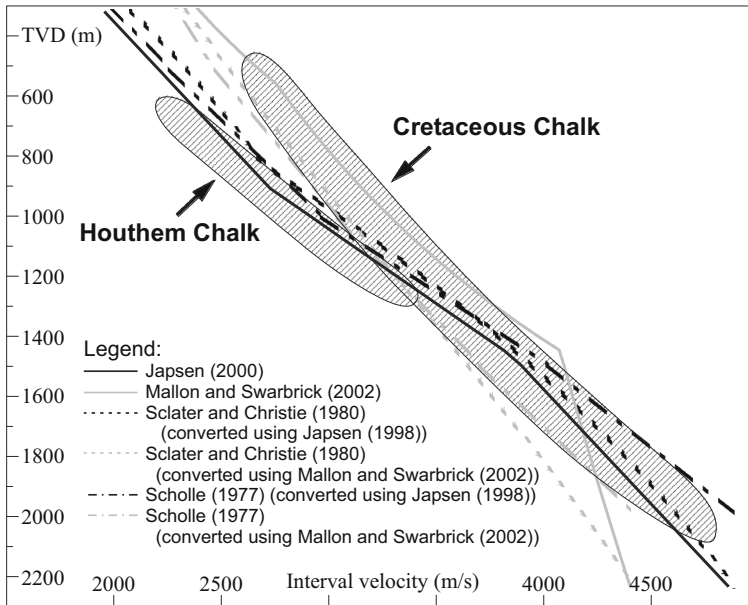 TVD (m)
600
800
1000
1200
1400
1600
1800
2000
2200
Cretaceous Chalk
Houthem Chalk
Legend:
Japsen (2000)
Mallon and Swarbrick (2002)
Sclater and Christie (1980)
(converted using Japsen (1998))
Sclater and Christie (1980)
(converted using Mallon and Swarbrick (2002))
Scholle (1977) (converted using Japsen (1998))
Scholle (1977)
(converted using Mallon and Swarbrick (2002))
2000 2500 Interval velocity (m/s) 4000 4500